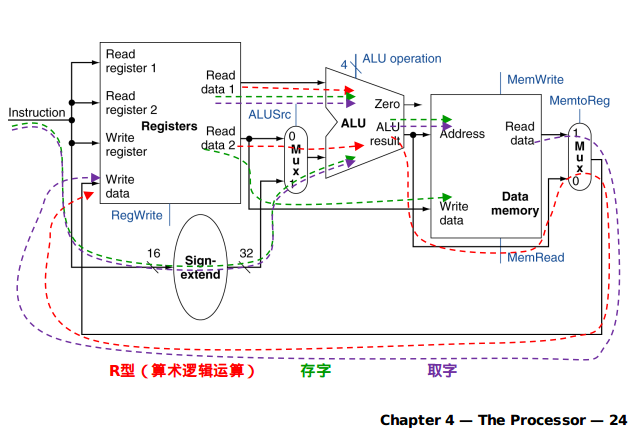 Instruction
Read
register 1
Read
register 2
Write
register
Write
data
Registers
Read
data 1
Read
data 2
RegWrite
16
Sign-
extend
32
ALUSrc
0
M
u
x
1
4
ALU operation
Zero
ALU
ALU
result
MemWrite
Address
Read
data
Write
data
Data
memory
MemRead
MemtoReg
1
M
u
x
0
R型（算术逻辑运算）
存字
取字
Chapter 4 — The Processor — 24